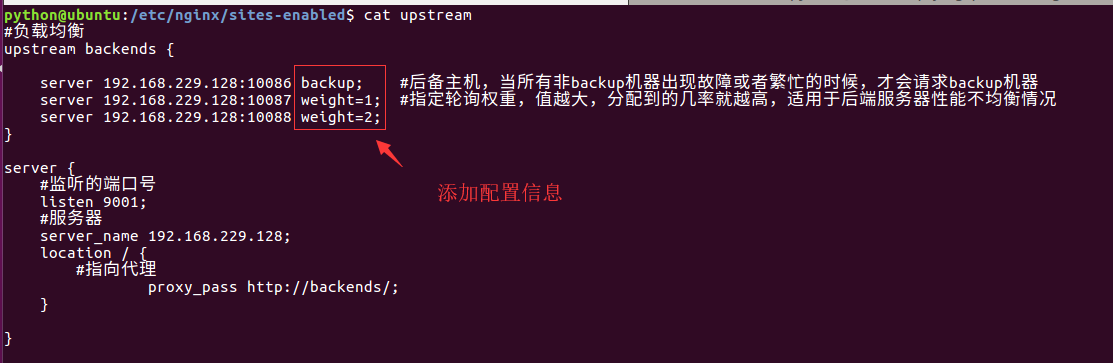 python@ubuntu:/etc/nginx/sites-enabled$ cat upstream
#负载均衡
upstream backends {
server 192.168.229.128:10086 backup; #后备主机，当所有非backup机器出现故障或者繁忙的时候，才会请求backup机器
server 192.168.229.128:10087 weight=1; #指定轮询权重，值越大，分配到的几率就越高，适用于后端服务器性能不均衡情况
server 192.168.229.128:10088 weight=2;
}
server {
#监听的端口号
listen 9001;
#服务器
添加配置信息
server_name 192.168.229.128;
location / {
#指向代理
proxy_pass http://backends/;
}
}